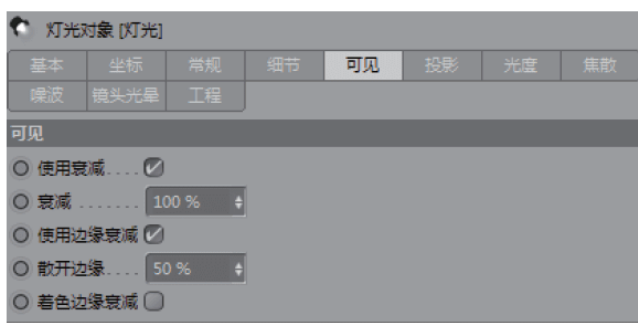 灯光对象 [灯光]
基本 坐标 常规 细节 可见 投影 光度 焦散
噪波 镜头光晕 工程
可见
使用衰减....
衰减 ....... 100 %
使用边缘衰减
散开边缘.... 50 %
着色边缘衰减